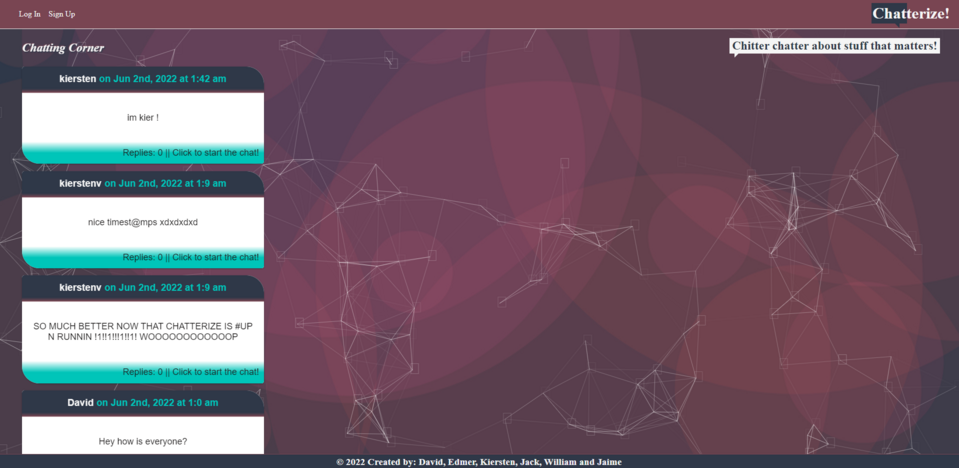 Log In Sign Up
Chatterize!
Chatting Corner
Chitter chatter about stuff that matters!
kiersten on Jun 2nd, 2022 at 1:42 am
im kier !
Replies: 0 || Click to start the chat!
kierstenv on Jun 2nd, 2022 at 1:9 am
nice timest@mps xdxdxdxd
Replies: 0 || Click to start the chat!
kierstenv on Jun 2nd, 2022 at 1:9 am
SO MUCH BETTER NOW THAT CHATTERIZE IS #UP
N RUNNIN !1!!1!!!1!!1! WOOOOOOOOOOOP
Replies: 0 || Click to start the chat!
David on Jun 2nd, 2022 at 1:0 am
Hey how is everyone?
© 2022 Created by: David, Edmer, Kiersten, Jack, William and Jaime